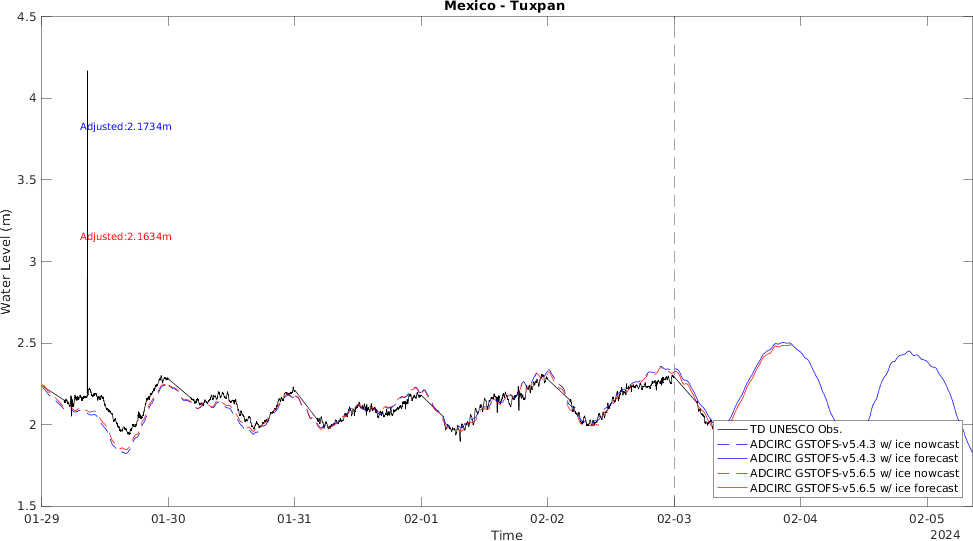 Mexico - Tuxpan
4.5
4
3.5
3
2.5
2
1.5
Water Level (m)
Adjusted:2.1734m
Adjusted:2.1634m
TD UNESCO Obs.
ADCIRC GSTOFS-v5.4.3 w/ ice nowcast
ADCIRC GSTOFS-v5.4.3 w/ ice forecast
ADCIRC GSTOFS-v5.6.5 w/ ice nowcast
ADCIRC GSTOFS-v5.6.5 w/ ice forecast
01-29 01-30 01-31 02-01 02-02 02-03 02-04 02-05
Time
2024